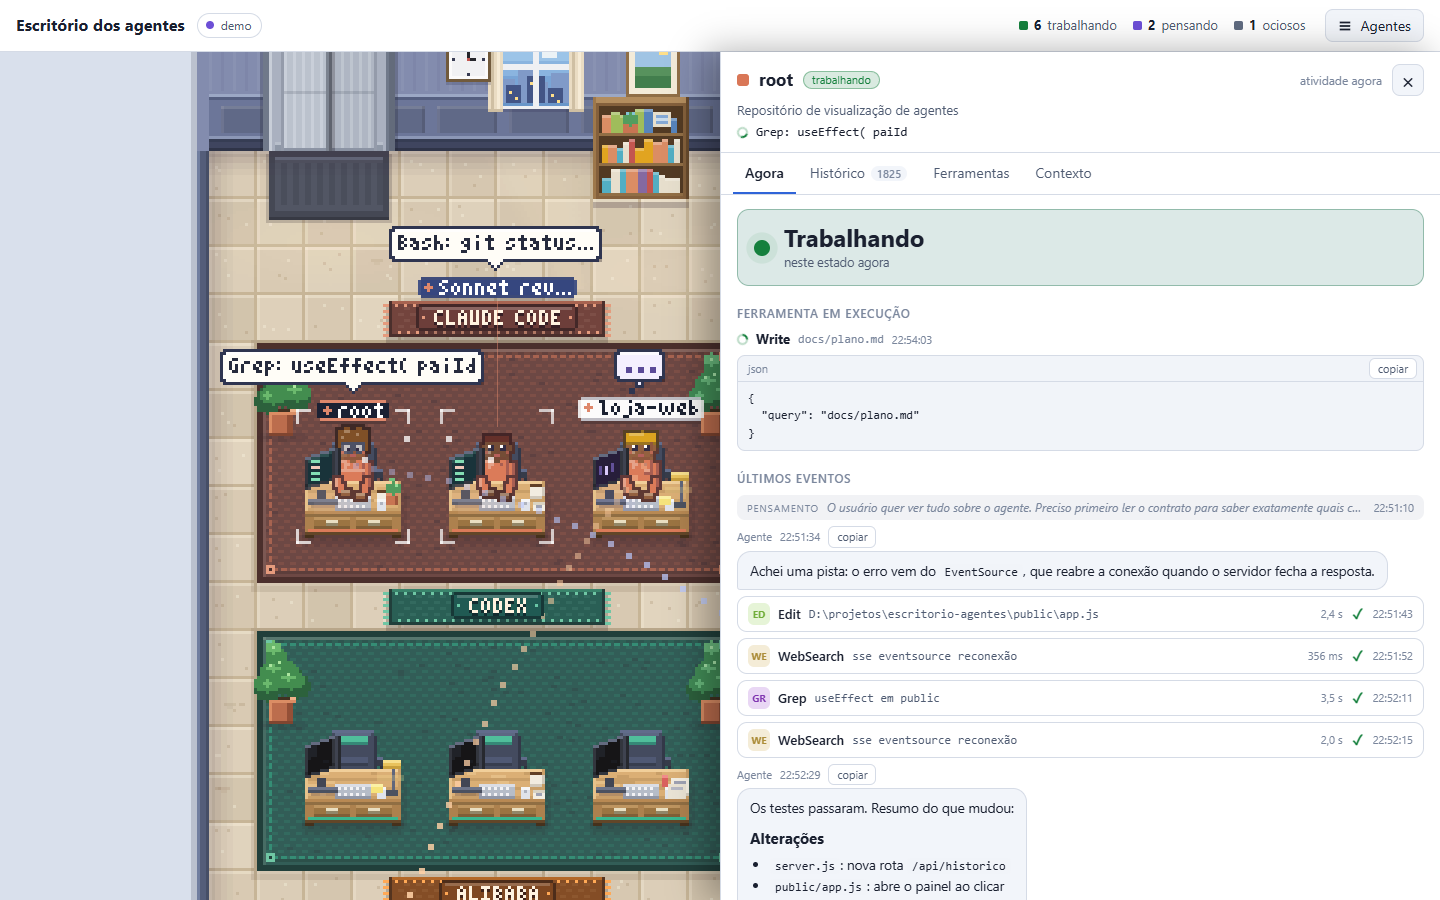 Escritório dos agentes
demo
6 trabalhando
2 pensando
1 ociosos
Agentes
Bash: git status...
Sonnet rev...
CLAUDE CODE
Grep: useEffect( paiId
...
root
loja-web
CODEX
ALIBABA
root
trabalhando
atividade agora
Repositório de visualização de agentes
Grep: useEffect( paiId
Agora
Histórico 1825
Ferramentas
Contexto
Trabalhando
neste estado agora
FERRAMENTA EM EXECUÇÃO
Write docs/plano.md 22:54:03
json
copiar
{
"query": "docs/plano.md"
}
ÚLTIMOS EVENTOS
PENSAMENTO O usuário quer ver tudo sobre o agente. Preciso primeiro ler o contrato para saber exatamente quais c... 22:51:10
Agente 22:51:34 copiar
Achei uma pista: o erro vem do EventSource, que reabre a conexão quando o servidor fecha a resposta.
ED Edit D:\projetos\escritorio-agentes\public\app.js 2,4 s ✓ 22:51:43
WE WebSearch sse eventsource reconexão 356 ms ✓ 22:51:52
GR Grep useEffect em public 3,5 s ✓ 22:52:11
WE WebSearch sse eventsource reconexão 2,0 s ✓ 22:52:15
Agente 22:52:29 copiar
Os testes passaram. Resumo do que mudou:
Alterações
• server.js : nova rota /api/historico
• public/app.js : abre o painel ao clicar